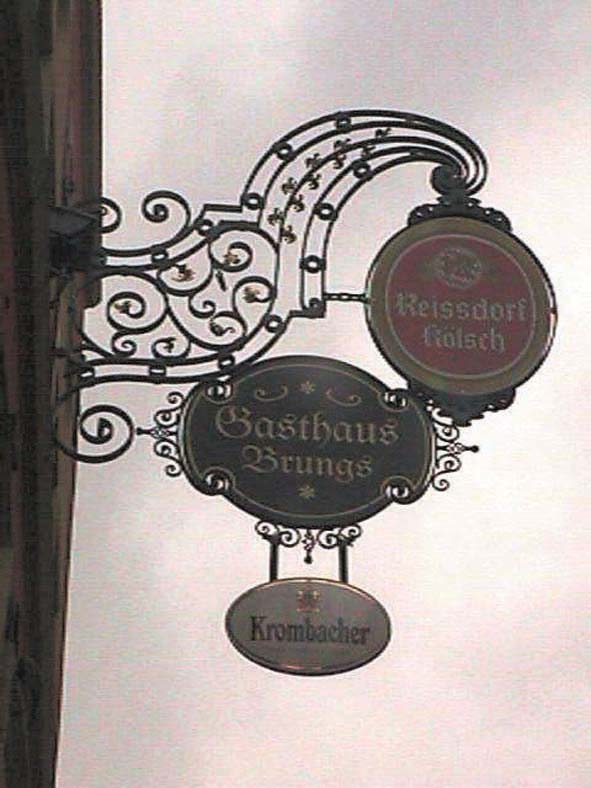 Reissdorf
Kölsch
Gasthaus
Brungs
Krombacher